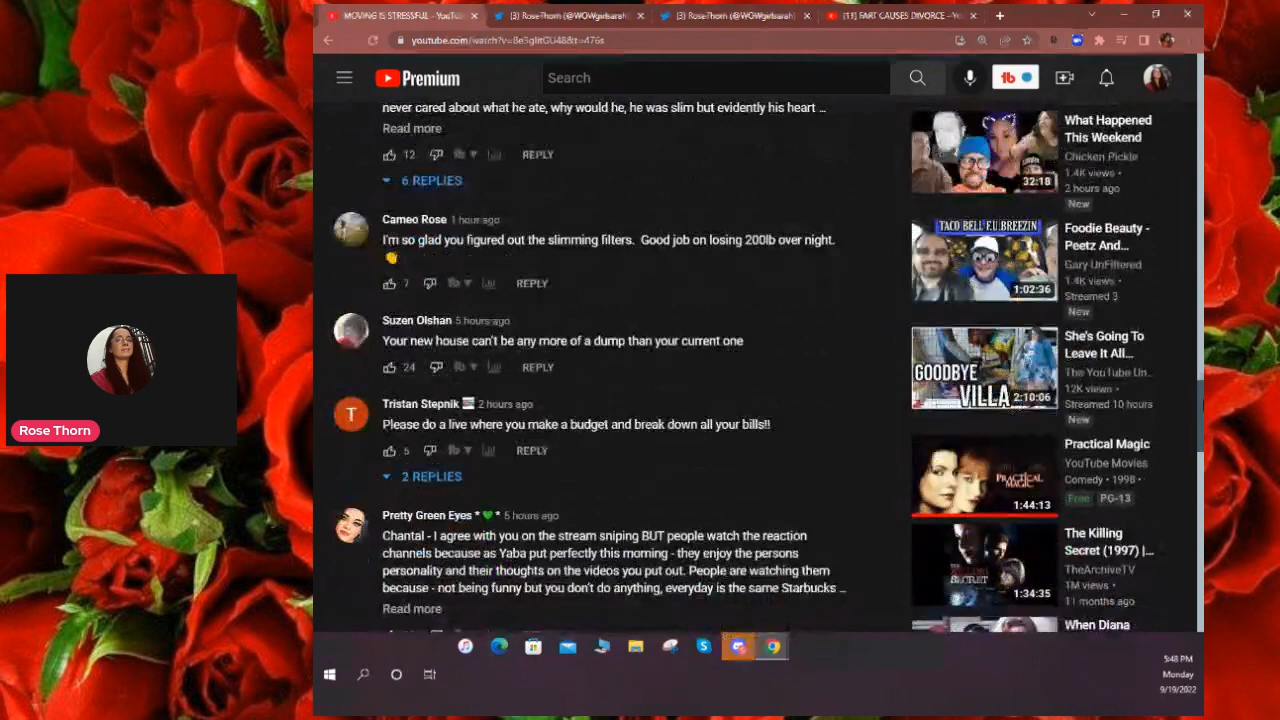 MOVING IS STRESSFUL - YouTu
(3) Rose Thorn (@WOWgirlsarah)
(3) Rose Thorn (@WOWgirlsarah)
[11] FART CAUSES DIVORCE - You
Premium
Search
never cared about what he ate, why would he, he was slim but evidently his heart ...
Read more
12
REPLY
6 REPLIES
Cameo Rose 1 hour ago
I'm so glad you figured out the slimming filters. Good job on losing 200lb over night.
7
REPLY
Suzen Olshan 5 hours ago
Your new house can't be any more of a dump than your current one
24
REPLY
T
Tristan Stepnik 2 hours ago
Please do a live where you make a budget and break down all your bills!!
5
REPLY
2 REPLIES
Pretty Green Eyes * 💚 * 5 hours ago
Chantal - I agree with you on the stream sniping BUT people watch the reaction
channels because as Yaba put perfectly this morning - they enjoy the persons
personality and their thoughts on the videos you put out. People are watching them
because - not being funny but you don't do anything, everyday is the same Starbucks ...
Read more
32:18
What Happened
This Weekend
Chicken Pickle
1.4K views •
2 hours ago
New
TACO BELL F.U.BREEZIN
1:02:36
Foodie Beauty -
Peetz And...
Gary UnFiltered
1.4K views •
Streamed 3
New
GOODBYE
VILLA
2:10:06
She's Going To
Leave It All...
The YouTube Un..
12K views •
Streamed 10 hours
New
PRACTICAL
MAGIC
1:44:13
Practical Magic
YouTube Movies
Comedy • 1998 •
Free PG-13
SECRET
1:34:35
The Killing
Secret (1997) |...
TheArchiveTV
1M views •
11 months ago
When Diana
Rose Thorn
5:48 PM
Monday
9/19/2022